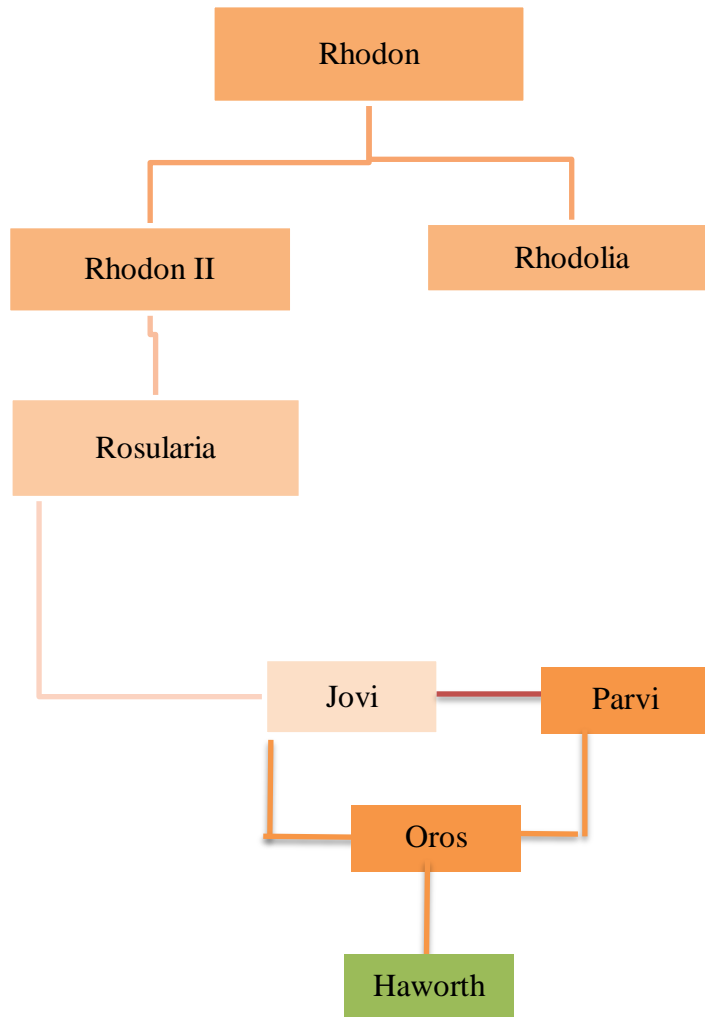 Rhodon
Rhodon II
Rhodolia
Rosularia
Jovi
Parvi
Oros
Haworth